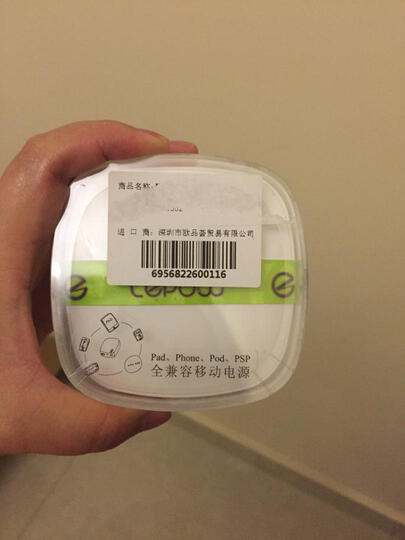 商品名称:
进 口 商: 深圳市欧品荟贸易有限公司
6956822600116
Pad、Phone、Pod、PSP
全兼容移动电源